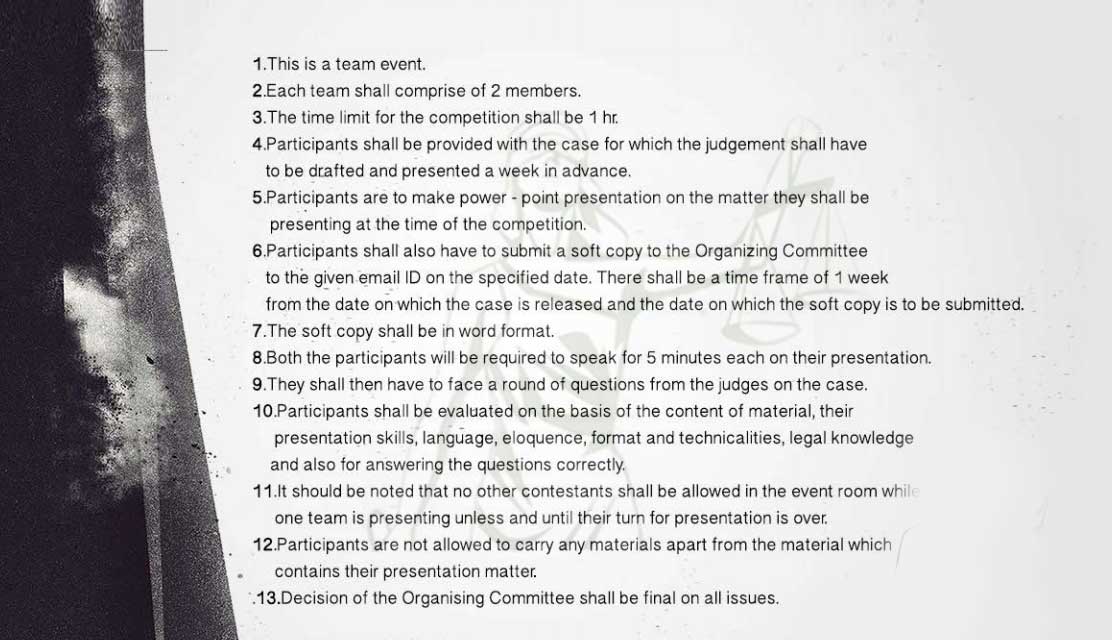 1.This is a team event.
2.Each team shall comprise of 2 members.
3.The time limit for the competition shall be 1 hr.
4.Participants shall be provided with the case for which the judgement shall have
to be drafted and presented a week in advance.
5.Participants are to make power - point presentation on the matter they shall be
presenting at the time of the competition.
6.Participants shall also have to submit a soft copy to the Organizing Committee
to the given email ID on the specified date. There shall be a time frame of 1 week
from the date on which the case is released and the date on which the soft copy is to be submitted.
7.The soft copy shall be in word format.
8.Both the participants will be required to speak for 5 minutes each on their presentation.
9.They shall then have to face a round of questions from the judges on the case.
10.Participants shall be evaluated on the basis of the content of material, their
presentation skills, language, eloquence, format and technicalities, legal knowledge
and also for answering the questions correctly.
11.It should be noted that no other contestants shall be allowed in the event room while
one team is presenting unless and until their turn for presentation is over.
12.Participants are not allowed to carry any materials apart from the material which
contains their presentation matter.
13.Decision of the Organising Committee shall be final on all issues.